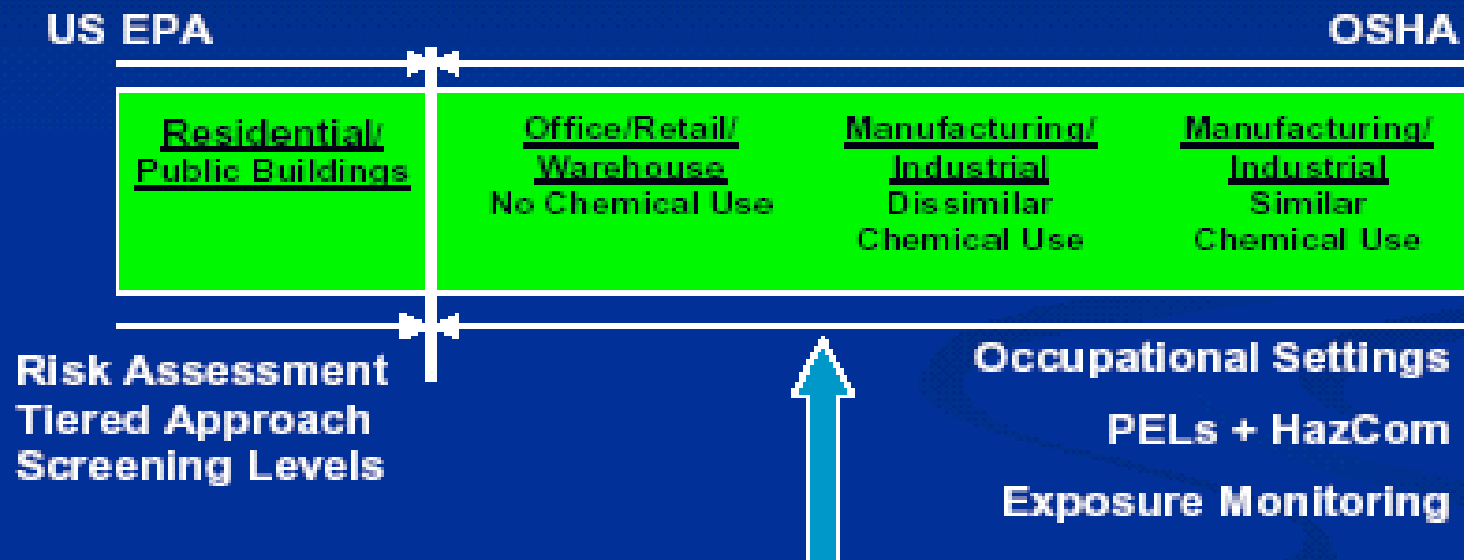 US EPA
OSHA
Residential/
Public Buildings
Office/Retail/
Warehouse
No Chemical Use
Manufacturing/
Industrial
Dissimilar
Chemical Use
Manufacturing/
Industrial
Similar
Chemical Use
Risk Assessment
Tiered Approach
Screening Levels
Occupational Settings
PELs + HazCom
Exposure Monitoring